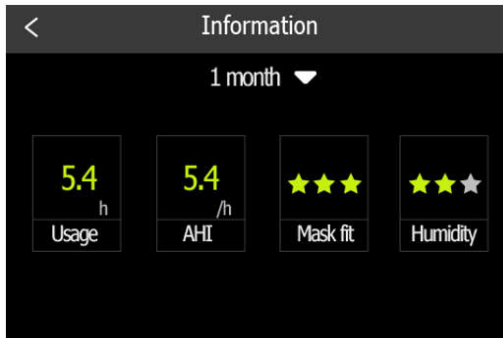 Information
1 month
5.4 h
5.4 /h
Usage
AHI
Mask fit
Humidity